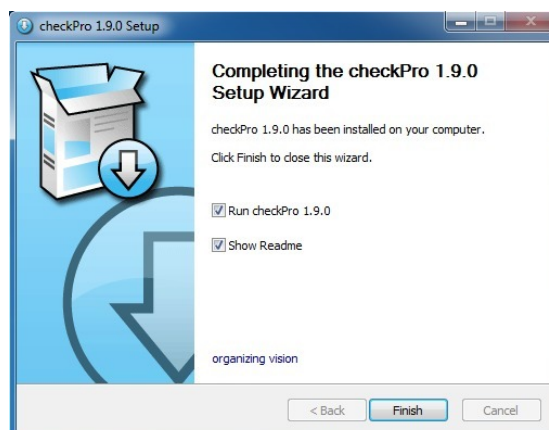 checkPro 1.9.0 Setup
Completing the checkPro 1.9.0
Setup Wizard
checkPro 1.9.0 has been installed on your computer.
Click Finish to close this wizard.
Run checkPro 1.9.0
Show Readme
organizing vision
< Back
Finish
Cancel